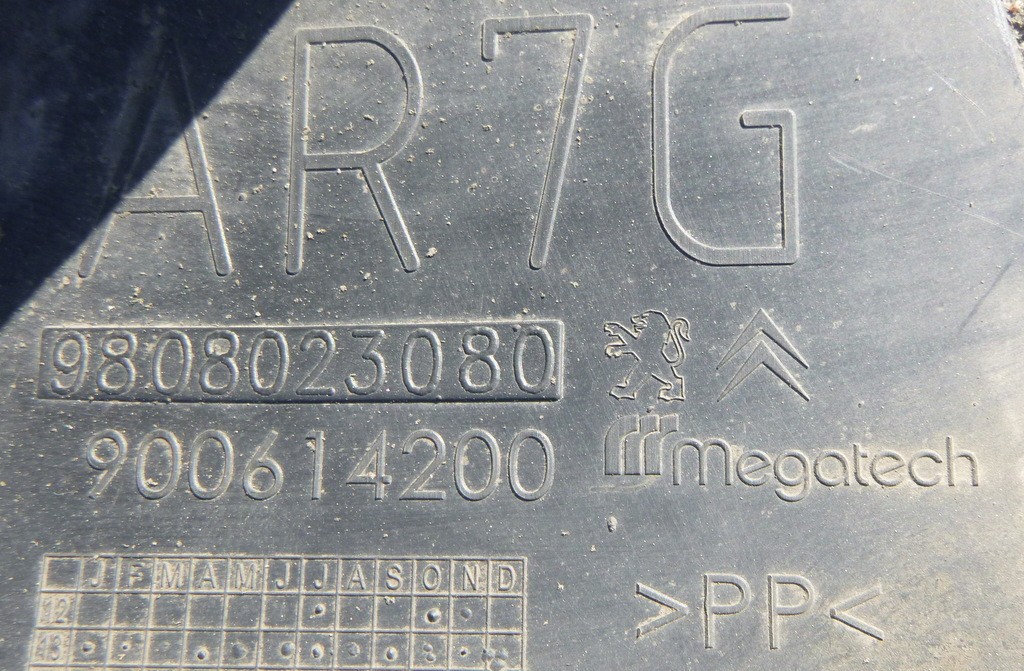 AR7G
9808023080
900614200
megatech
J F M A M J J A S O N D
12
13
>PP<